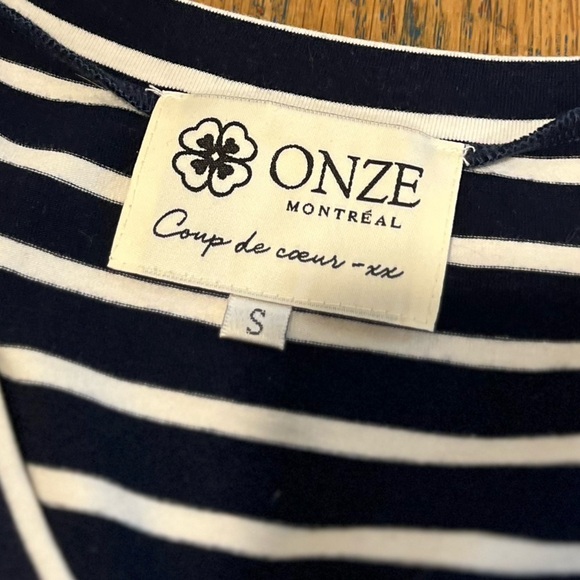 ONZE
MONTRÉAL
Coup de cœur -xx
S